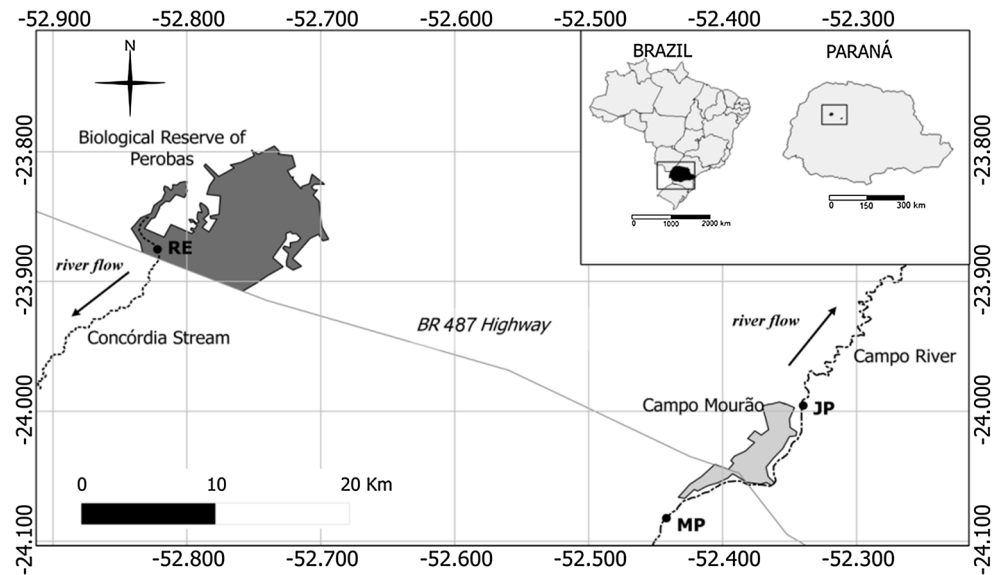 -52.900 -52.800 -52.700 -52.600 -52.500 -52.400 -52.300
N
BRAZIL
PARANÁ
0 1000 2000 km
0 150 300 km
-23.800
-23.800
Biological Reserve of
Perobas
RE
river flow
Concórdia Stream
-23.900
-23.900
BR 487 Highway
river flow
Campo River
Campo Mourão
JP
-24.000
-24.000
0 10 20 Km
MP
-24.100
-24.100
-52.900 -52.800 -52.700 -52.600 -52.500 -52.400 -52.300